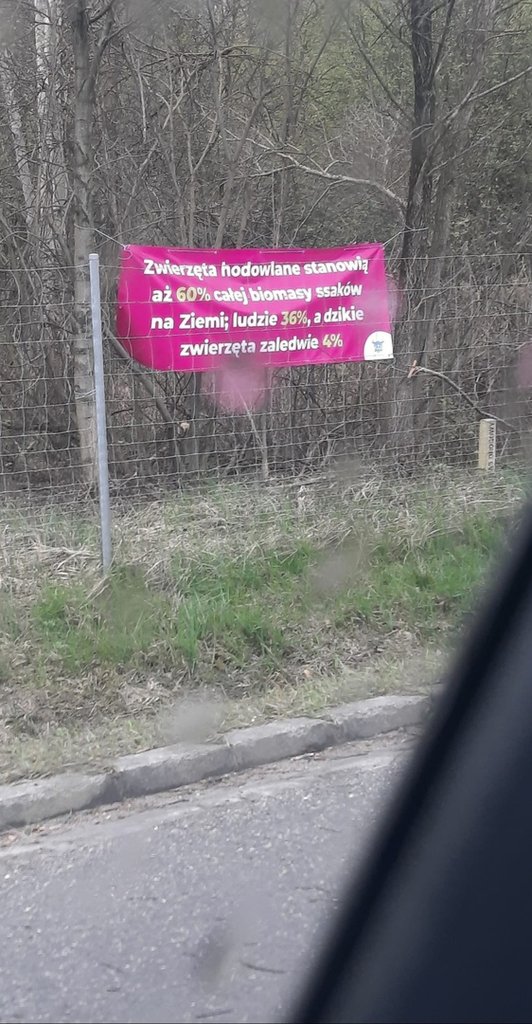 Zwierzęta hodowlane stanowią
aż 60% całej biomasy ssaków
na Ziemi; ludzie 36%, a dzikie
zwierzęta zaledwie 4%